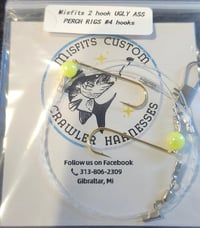 Misfits 2 hook UGLY ASS
PERCH RIGS #4 hooks
MISFITS CUSTOM
CRAWLER HARNESSES
Follow us on Facebook
313-806-2309
Gibraltar, Mi